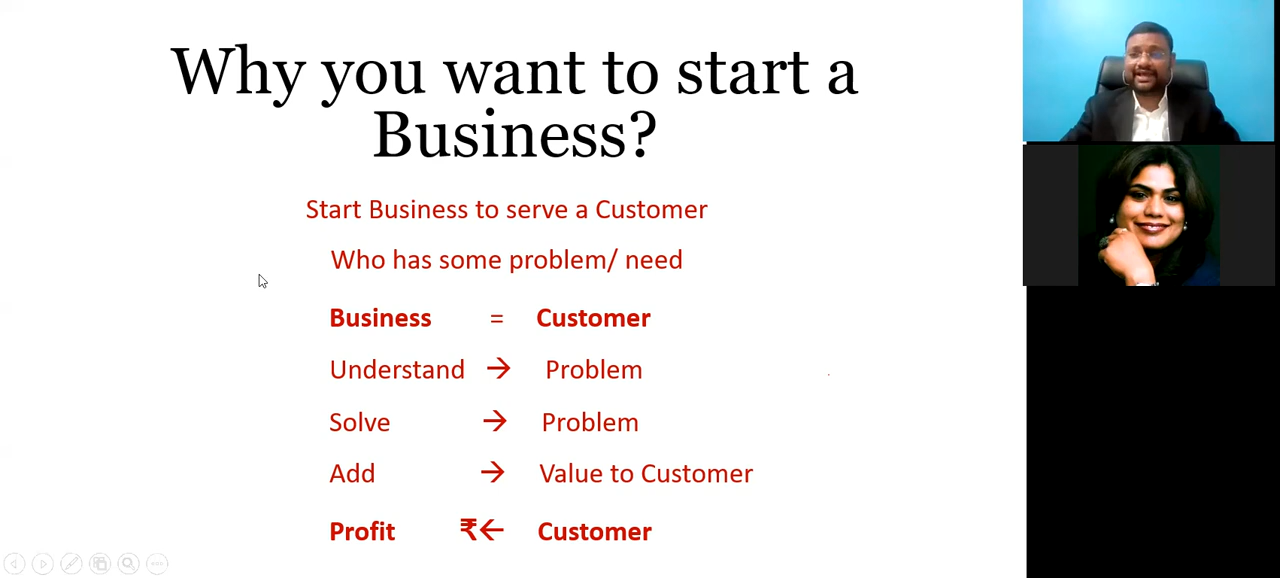 Why you want to start a
Business?
Start Business to serve a Customer
Who has some problem/ need
Business = Customer
Understand → Problem
Solve → Problem
Add → Value to Customer
Profit ₹← Customer